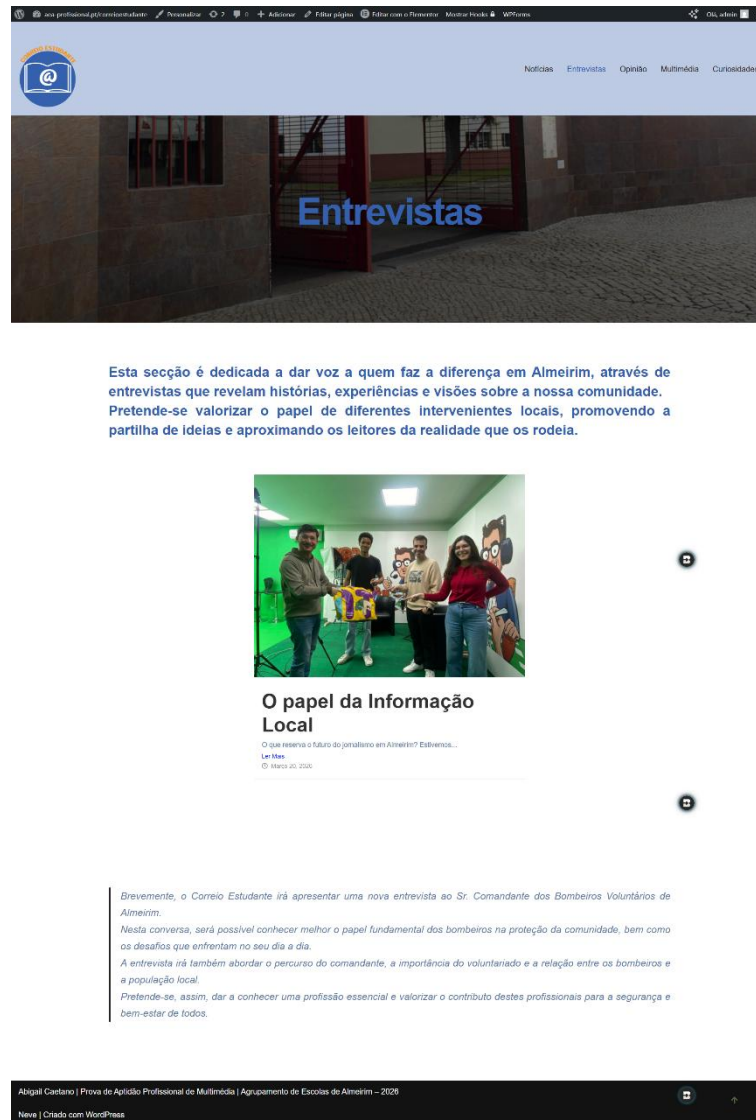 aea-profissional.pt/correioestudante Personalizar 2 0 Adicionar Editar página Editar com o Elementor Mostrar Hooks WPForms Olá, admin
CORREIO ESTUDANTE
@
Notícias Entrevistas Opinião Multimédia Curiosidades
Entrevistas
Esta secção é dedicada a dar voz a quem faz a diferença em Almeirim, através de
entrevistas que revelam histórias, experiências e visões sobre a nossa comunidade.
Pretende-se valorizar o papel de diferentes intervenientes locais, promovendo a
partilha de ideias e aproximando os leitores da realidade que os rodeia.
O papel da Informação
Local
O que reserva o futuro do jornalismo em Almeirim? Estivemos...
Ler Mais
Março 20, 2026
Brevemente, o Correio Estudante irá apresentar uma nova entrevista ao Sr. Comandante dos Bombeiros Voluntários de
Almeirim.
Nesta conversa, será possível conhecer melhor o papel fundamental dos bombeiros na proteção da comunidade, bem como
os desafios que enfrentam no seu dia a dia.
A entrevista irá também abordar o percurso do comandante, a importância do voluntariado e a relação entre os bombeiros e
a população local.
Pretende-se, assim, dar a conhecer uma profissão essencial e valorizar o contributo destes profissionais para a segurança e
bem-estar de todos.
Abigail Caetano | Prova de Aptidão Profissional de Multimédia | Agrupamento de Escolas de Almeirim – 2026
Neve | Criado com WordPress